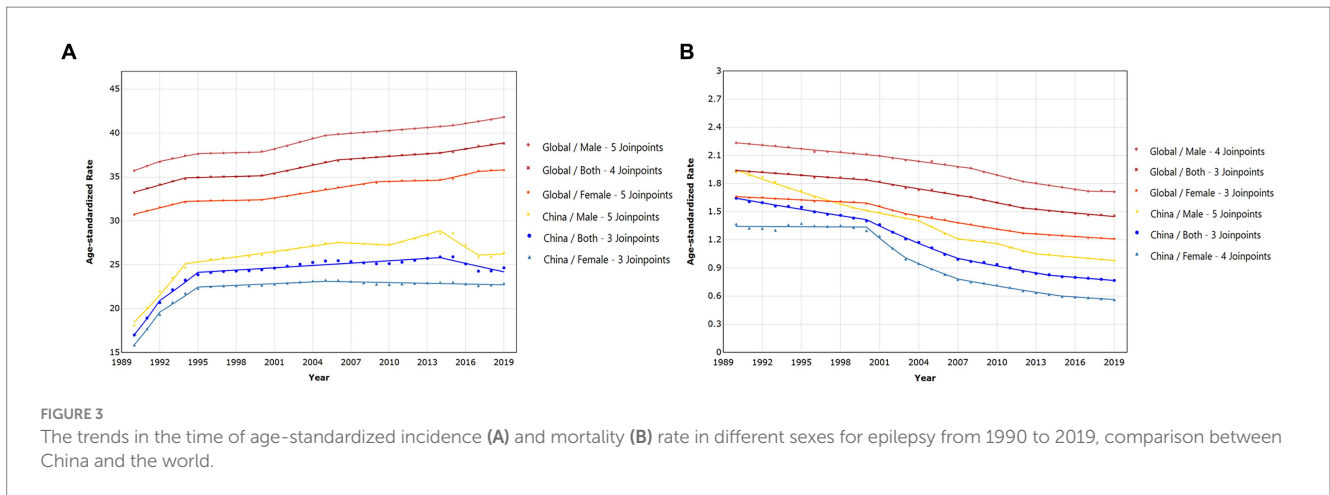 A
45
40
35
30
25
20
15
Age-standardized Rate
1989 1992 1995 1998 2001 2004 2007 2010 2013 2016 2019
Year
Global / Male - 5 Joinpoints
Global / Both - 4 Joinpoints
Global / Female - 5 Joinpoints
China / Male - 5 Joinpoints
China / Both - 3 Joinpoints
China / Female - 3 Joinpoints
B
3
2.7
2.4
2.1
1.8
1.5
1.2
0.9
0.6
0.3
0
Age-standardized Rate
1989 1992 1995 1998 2001 2004 2007 2010 2013 2016 2019
Year
Global / Male - 4 Joinpoints
Global / Both - 3 Joinpoints
Global / Female - 3 Joinpoints
China / Male - 5 Joinpoints
China / Both - 3 Joinpoints
China / Female - 4 Joinpoints
FIGURE 3
The trends in the time of age-standardized incidence (A) and mortality (B) rate in different sexes for epilepsy from 1990 to 2019, comparison between
China and the world.